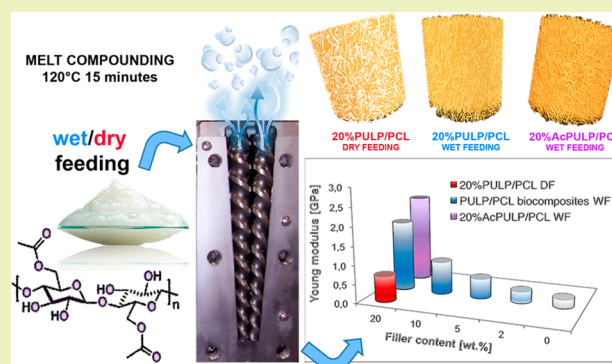 MELT COMPOUNDING
120°C 15 minutes
wet/dry
feeding
O
O
OH
HO
O
O
HO
O
OH
OH
O
n
O
O
20%PULP/PCL
DRY FEEDING
20%PULP/PCL
WET FEEDING
20%AcPULP/PCL
WET FEEDING
20%PULP/PCL DF
PULP/PCL biocomposites WF
20%AcPULP/PCL WF
Young modulus [GPa]
3,0
2,5
2,0
1,5
1,0
0,5
0,0
20
10
5
2
0
Filler content [wt.%]